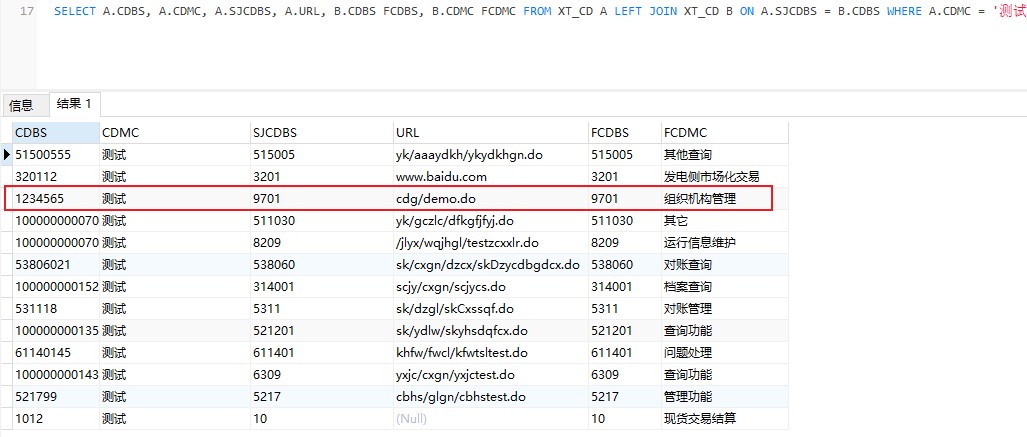 17 SELECT A.CDBS, A.CDMC, A.SJCDBS, A.URL, B.CDBS FCDBS, B.CDMC FCDMC FROM XT_CD A LEFT JOIN XT_CD B ON A.SJCDBS = B.CDBS WHERE A.CDMC = '测试
信息 结果 1
CDBS CDMC SJCDBS URL FCDBS FCDMC
51500555 测试 515005 yk/aaaydkh/ykydkhgn.do 515005 其他查询
320112 测试 3201 www.baidu.com 3201 发电侧市场化交易
1234565 测试 9701 cdg/demo.do 9701 组织机构管理
100000000070 测试 511030 yk/gczlc/dfkgfjfyj.do 511030 其它
100000000070 测试 8209 /jlyx/wqjhgl/testzcxxlr.do 8209 运行信息维护
53806021 测试 538060 sk/cxgn/dzcx/skDzycdbgdcx.do 538060 对账查询
100000000152 测试 314001 scjy/cxgn/scjycs.do 314001 档案查询
531118 测试 5311 sk/dzgl/skCxssqf.do 5311 对账管理
100000000135 测试 521201 sk/ydlw/skyhsdqfcx.do 521201 查询功能
61140145 测试 611401 khfw/fwcl/kfwtsltest.do 611401 问题处理
100000000143 测试 6309 yxjc/cxgn/yxjctest.do 6309 查询功能
521799 测试 5217 cbhs/glgn/cbhstest.do 5217 管理功能
1012 测试 10 (Null) 10 现货交易结算